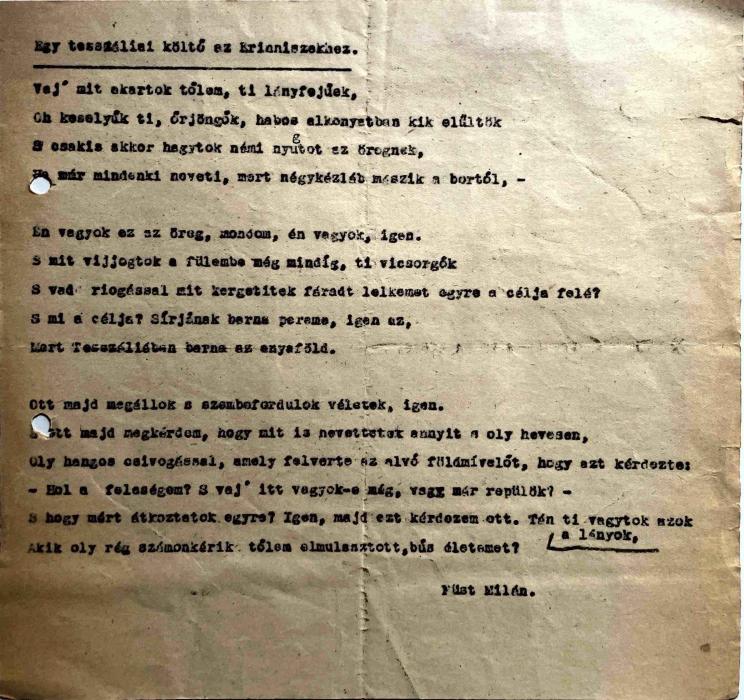 Egy tesszáliai költő az Erinniszekhez.
Vaj' mit akartok tőlem, ti lányfejűek,
Oh keselyűk ti, őrjöngők, habos alkonyatban kik elültök
S csakis akkor hagytok némi nyugtot az öregnek,
Ha már mindenki neveti, mert négykézláb mászik a bortól, -
Én vagyok ez az öreg, mondom, én vagyok, igen.
S mit vijjogtok a fülembe még mindíg, ti vicsorgók
S vad riogással mit kergetitek fáradt lelkemet egyre a célja felé?
S mi a célja? Sírjának barna pereme, igen az,
Mert Tesszáliában barna az anyaföld.
Ott majd megállok s szembefordulok véletek, igen.
S ott majd megkérdem, hogy mit is nevettetek annyit s oly hevesen,
Oly hangos csivogással, amely felverte az alvó földmívelőt, hogy azt kérdezte:
- Hol a feleségem? S vaj' itt vagyok-e még, vagy már repülök? -
S hogy mért átkoztatok egyre? Igen, majd ezt kérdezem ott. Tán ti vagytok azok
a lányok,
Akik oly rég számonkérik tőlem elmulasztott, bús életemet?
Füst Milán.